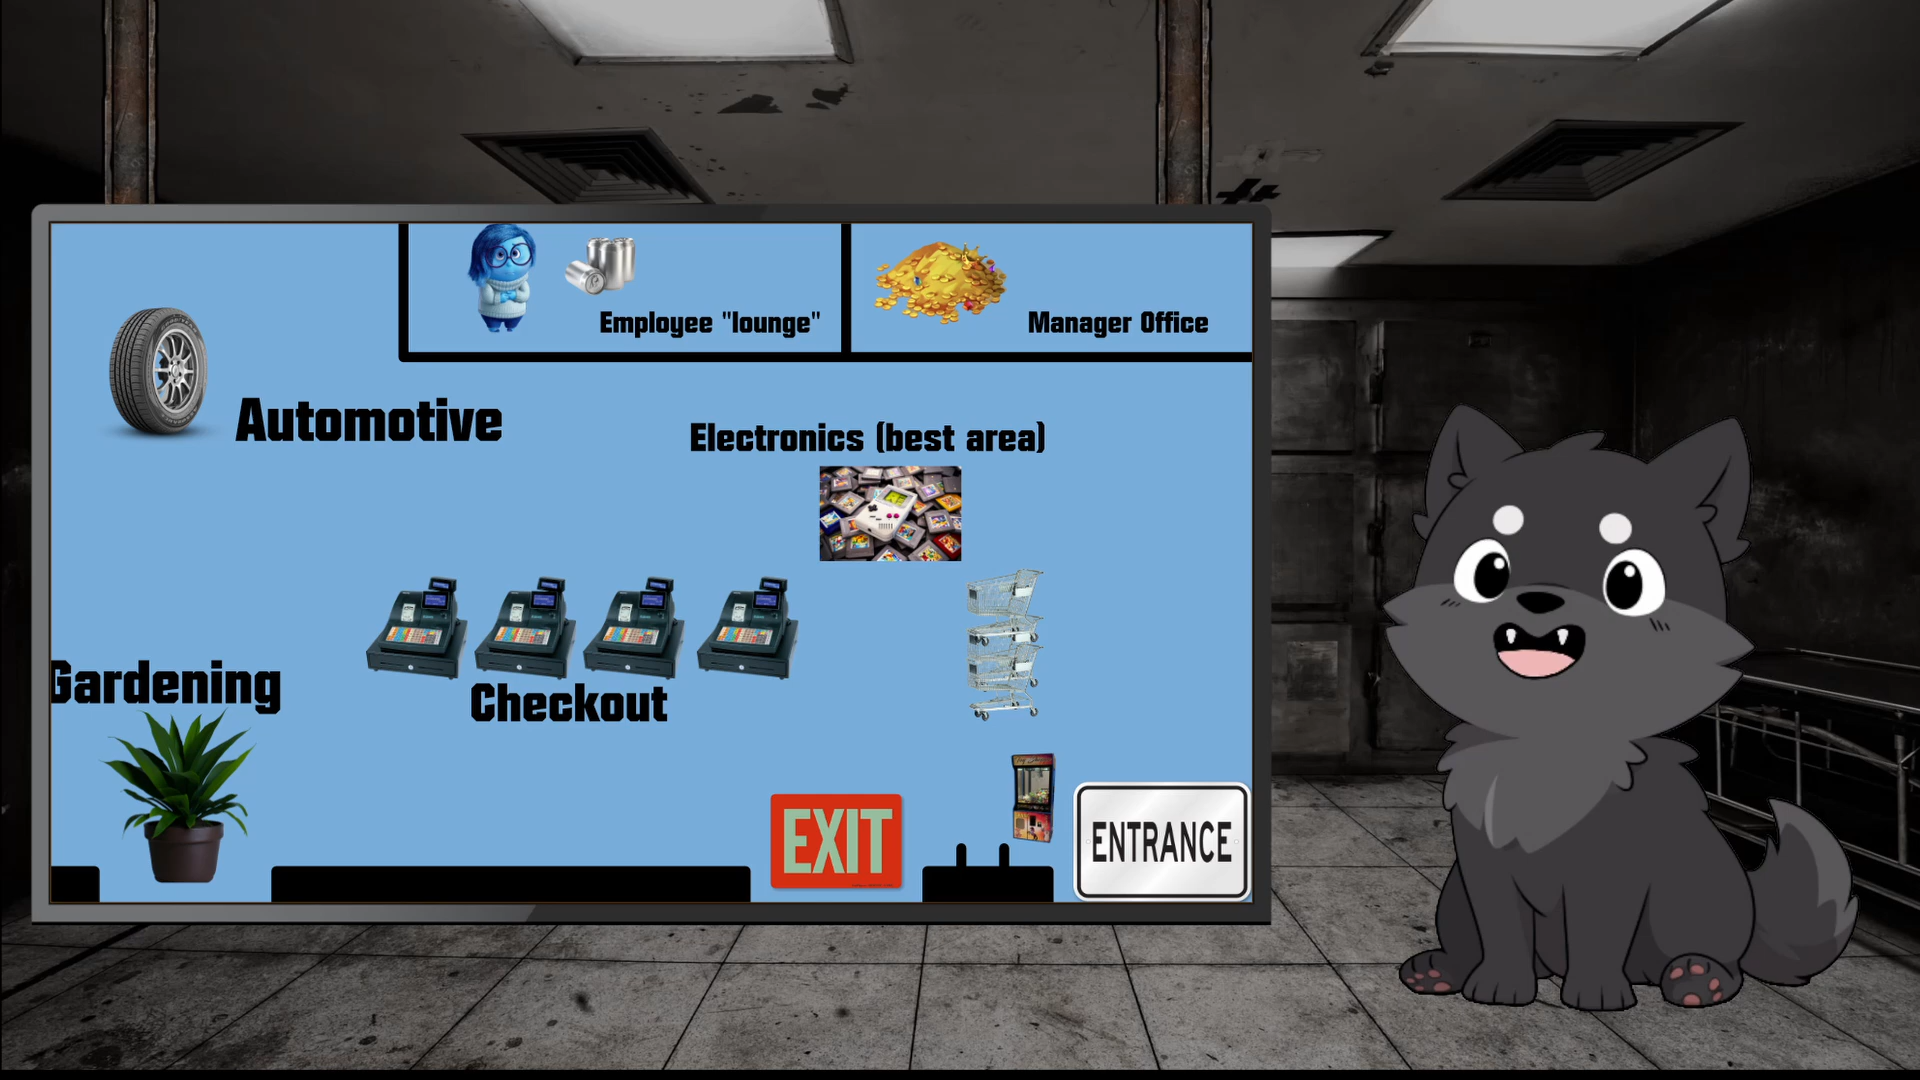 Employee "lounge"
Manager Office
Automotive
Electronics (best area)
Gardening
Checkout
EXIT
ENTRANCE